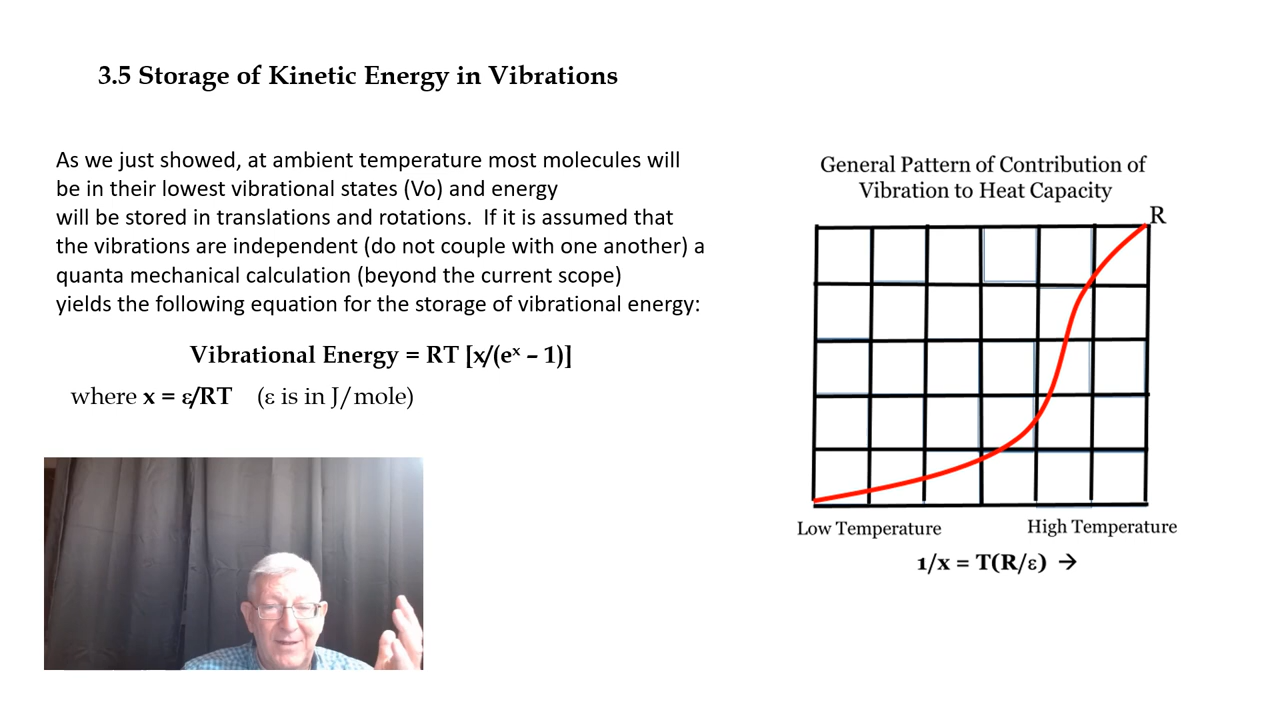 3.5 Storage of Kinetic Energy in Vibrations
As we just showed, at ambient temperature most molecules will
be in their lowest vibrational states (Vo) and energy
will be stored in translations and rotations.  If it is assumed that
the vibrations are independent (do not couple with one another) a
quanta mechanical calculation (beyond the current scope)
yields the following equation for the storage of vibrational energy:
Vibrational Energy = RT [x/(eˣ – 1)]
where x = ε/RT    (ε is in J/mole)
General Pattern of Contribution of
Vibration to Heat Capacity
R
Low Temperature
High Temperature
1/x = T(R/ε) →